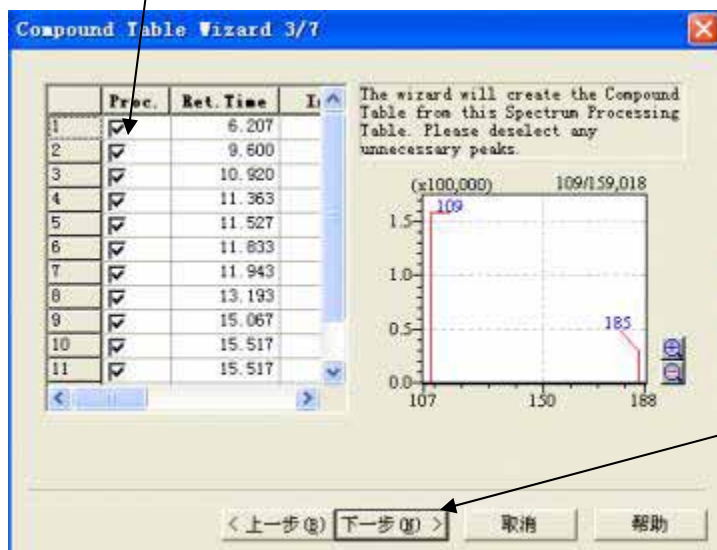 Compound Table Wizard 3/7
Proc. Ret.Time
1 6.207
2 9.600
3 10.920
4 11.363
5 11.527
6 11.833
7 11.943
8 13.193
9 15.067
10 15.517
11 15.517
The wizard will create the Compound
Table from this Spectrum Processing
Table. Please deselect any
unnecessary peaks.
(x100,000) 109/159,018
109
1.5
1.0
0.5
185
0.0
107 150 188
< 上一步(B) 下一步(N) > 取消 帮助